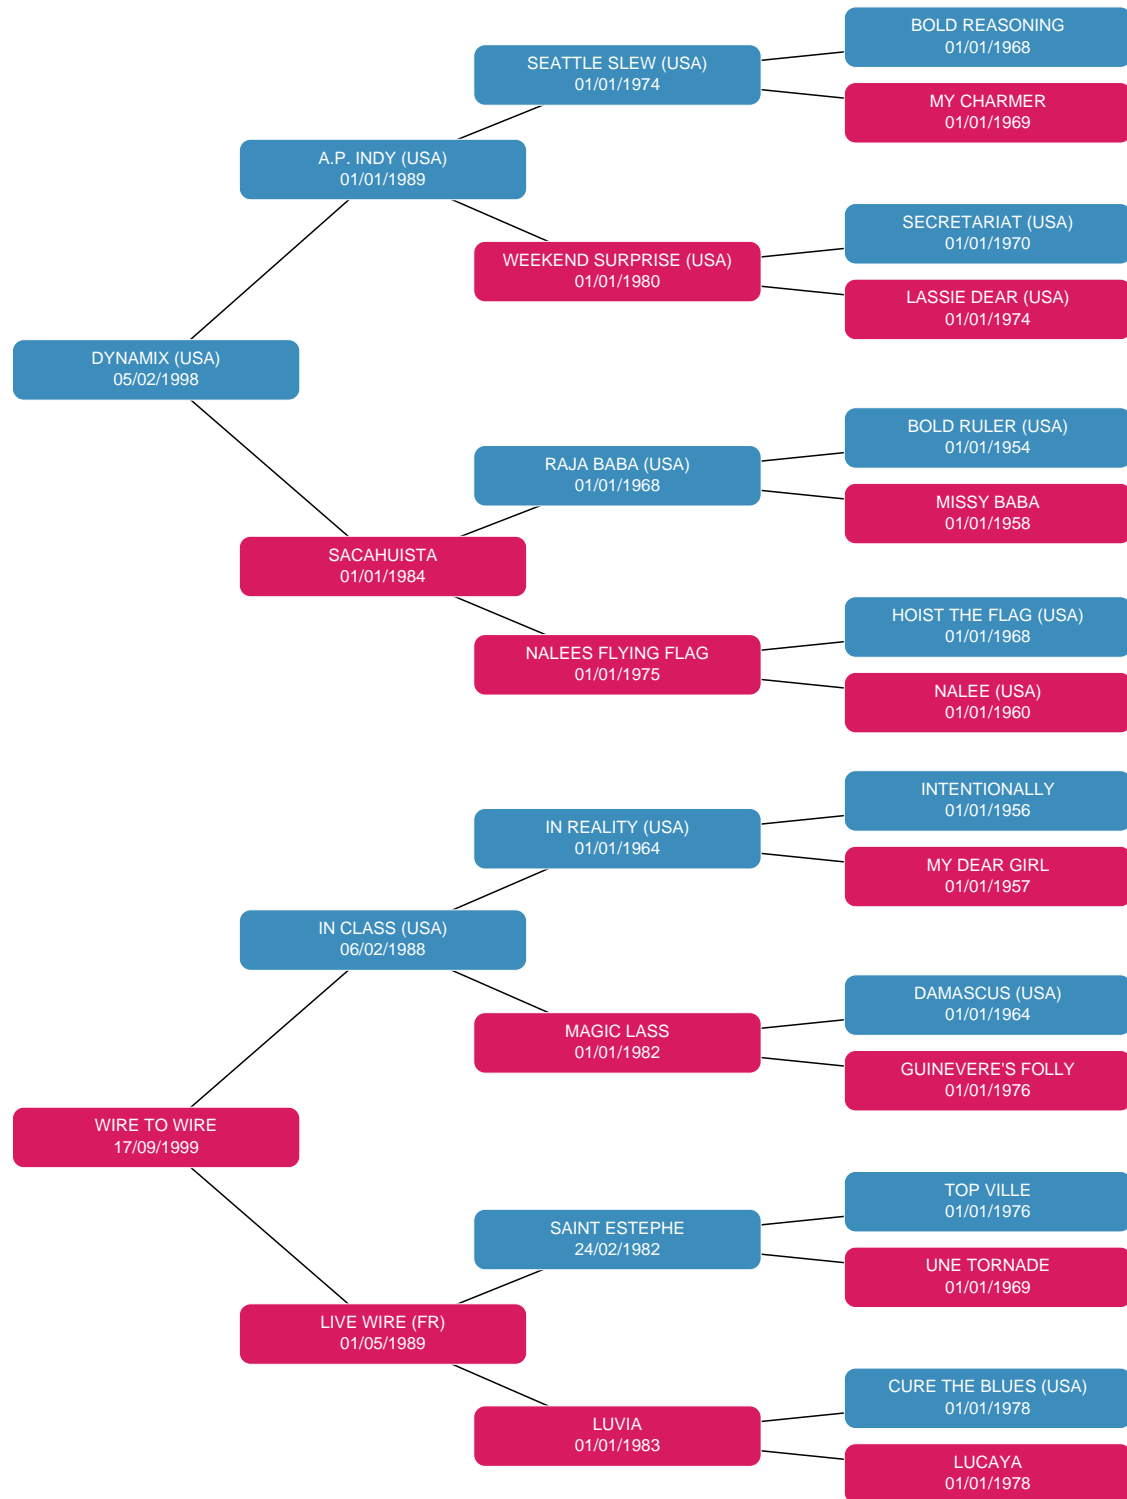 BOLD REASONING
01/01/1968
SEATTLE SLEW (USA)
01/01/1974
MY CHARMER
01/01/1969
A.P. INDY (USA)
01/01/1989
SECRETARIAT (USA)
01/01/1970
WEEKEND SURPRISE (USA)
01/01/1980
LASSIE DEAR (USA)
01/01/1974
DYNAMIX (USA)
05/02/1998
BOLD RULER (USA)
01/01/1954
RAJA BABA (USA)
01/01/1968
MISSY BABA
01/01/1958
SACAHUISTA
01/01/1984
HOIST THE FLAG (USA)
01/01/1968
NALEES FLYING FLAG
01/01/1975
NALEE (USA)
01/01/1960
INTENTIONALLY
01/01/1956
IN REALITY (USA)
01/01/1964
MY DEAR GIRL
01/01/1957
IN CLASS (USA)
06/02/1988
DAMASCUS (USA)
01/01/1964
MAGIC LASS
01/01/1982
GUINEVERE'S FOLLY
01/01/1976
WIRE TO WIRE
17/09/1999
TOP VILLE
01/01/1976
SAINT ESTEPHE
24/02/1982
UNE TORNADE
01/01/1969
LIVE WIRE (FR)
01/05/1989
CURE THE BLUES (USA)
01/01/1978
LUVIA
01/01/1983
LUCAYA
01/01/1978